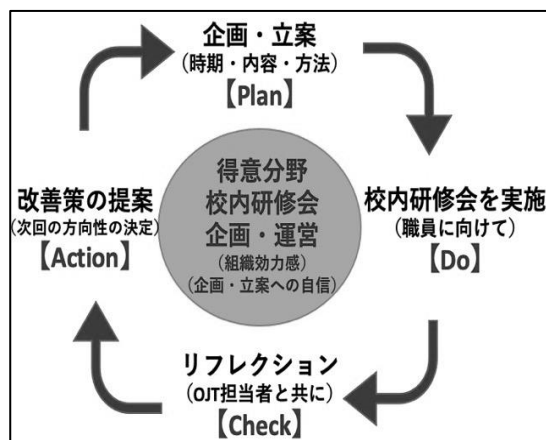 企画・立案
(時期・内容・方法)
【Plan】
校内研修会を実施
(職員に向けて)
【Do】
リフレクション
(OJT担当者と共に)
【Check】
改善策の提案
(次回の方向性の決定)
【Action】
得意分野
校内研修会
企画・運営
(組織効力感)
(企画・立案への自信)